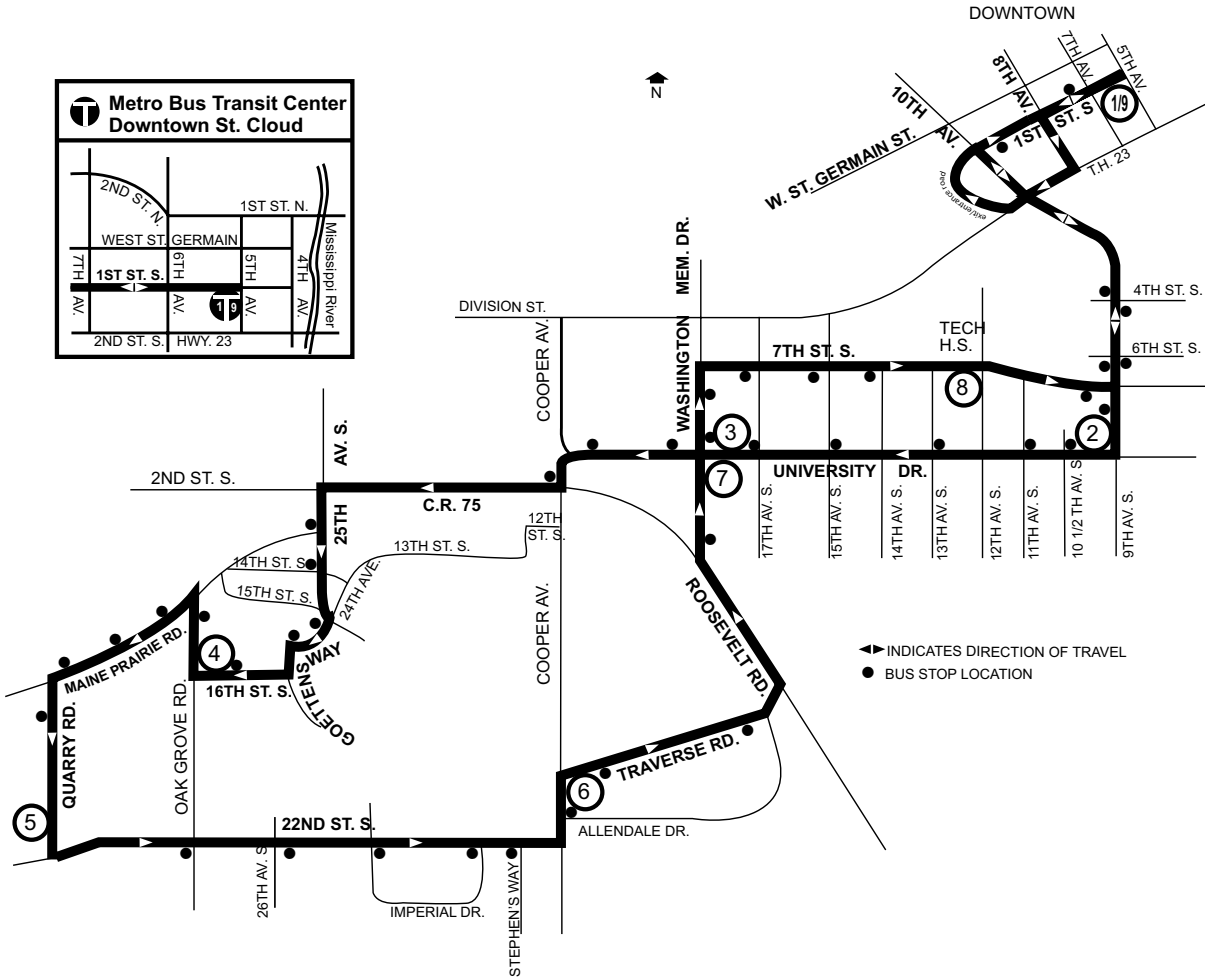 DOWNTOWN
7TH AV.
5TH AV.
8TH AV.
10TH AV.
1/9
1ST ST. S
T.H. 23
W. ST. GERMAIN ST.
exit/entrance road
N
T Metro Bus Transit Center
Downtown St. Cloud
2ND ST. N.
1ST ST. N.
WEST ST. GERMAIN
7TH AV.
1ST ST. S.
6TH AV.
5TH AV.
4TH AV.
Mississippi River
T
1 9
2ND ST. S. HWY. 23
DIVISION ST.
COOPER AV.
WASHINGTON MEM. DR.
4TH ST. S.
6TH ST. S.
TECH
H.S.
7TH ST. S.
8
3
2
7
UNIVERSITY DR.
17TH AV. S.
15TH AV. S.
14TH AV. S.
13TH AV. S.
12TH AV. S.
11TH AV. S.
10 1/2 TH AV. S
9TH AV. S.
2ND ST. S.
25TH AV. S.
C.R. 75
12TH
ST. S.
13TH ST. S.
14TH ST. S.
15TH ST. S.
24TH AVE.
COOPER AV.
ROOSEVELT RD.
4
MAINE PRAIRIE RD.
16TH ST. S.
GOETTENS WAY
OAK GROVE RD.
QUARRY RD.
TRAVERSE RD.
INDICATES DIRECTION OF TRAVEL
BUS STOP LOCATION
5
6
22ND ST. S.
ALLENDALE DR.
26TH AV. S
IMPERIAL DR.
STEPHEN'S WAY